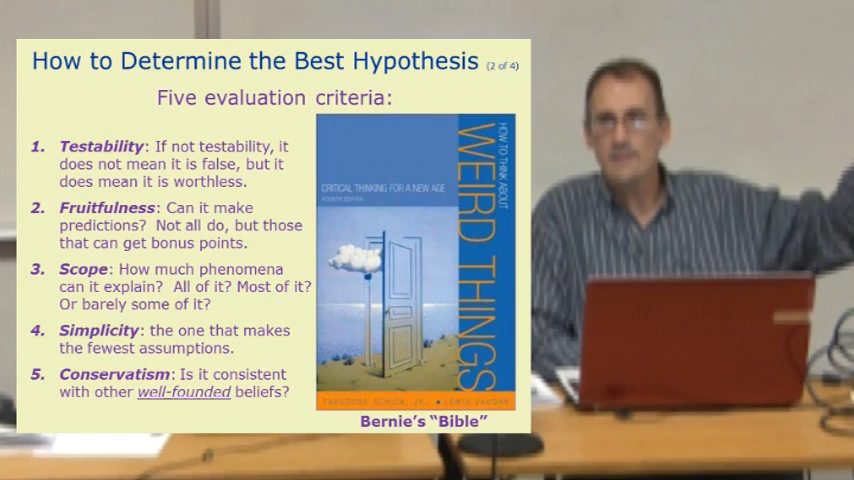 How to Determine the Best Hypothesis (2 of 4)
Five evaluation criteria:
1. Testability: If not testability, it
does not mean it is false, but it
does mean it is worthless.
2. Fruitfulness: Can it make
predictions? Not all do, but those
that can get bonus points.
3. Scope: How much phenomena
can it explain? All of it? Most of it?
Or barely some of it?
4. Simplicity: the one that makes
the fewest assumptions.
5. Conservatism: Is it consistent
with other well-founded beliefs?
HOW TO THINK ABOUT
WEIRD THINGS
CRITICAL THINKING FOR A NEW AGE
FOURTH EDITION
THEODORE SCHICK, JR. ■ LEWIS VAUGHN
Bernie's “Bible”